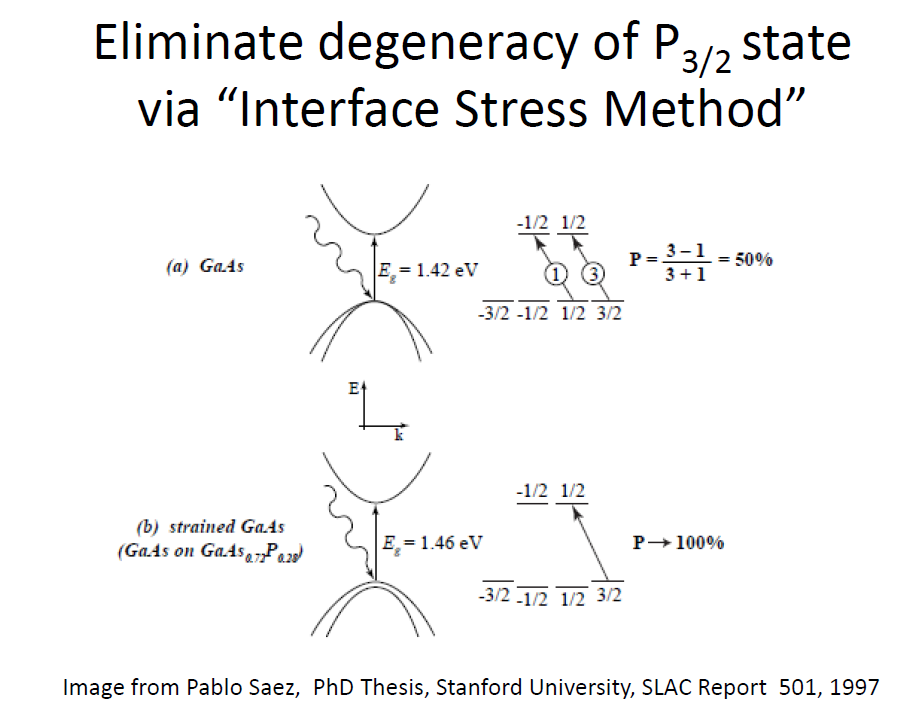 Eliminate degeneracy of P3/2 state
via “Interface Stress Method”
(a) GaAs
Eg = 1.42 eV
-1/2 1/2
1 3
-3/2 -1/2 1/2 3/2
P = 3 – 1 / 3 + 1 = 50%
E
k
(b) strained GaAs
(GaAs on GaAs0.72P0.28)
Eg = 1.46 eV
-1/2 1/2
-3/2 -1/2 1/2 3/2
P → 100%
Image from Pablo Saez, PhD Thesis, Stanford University, SLAC Report 501, 1997